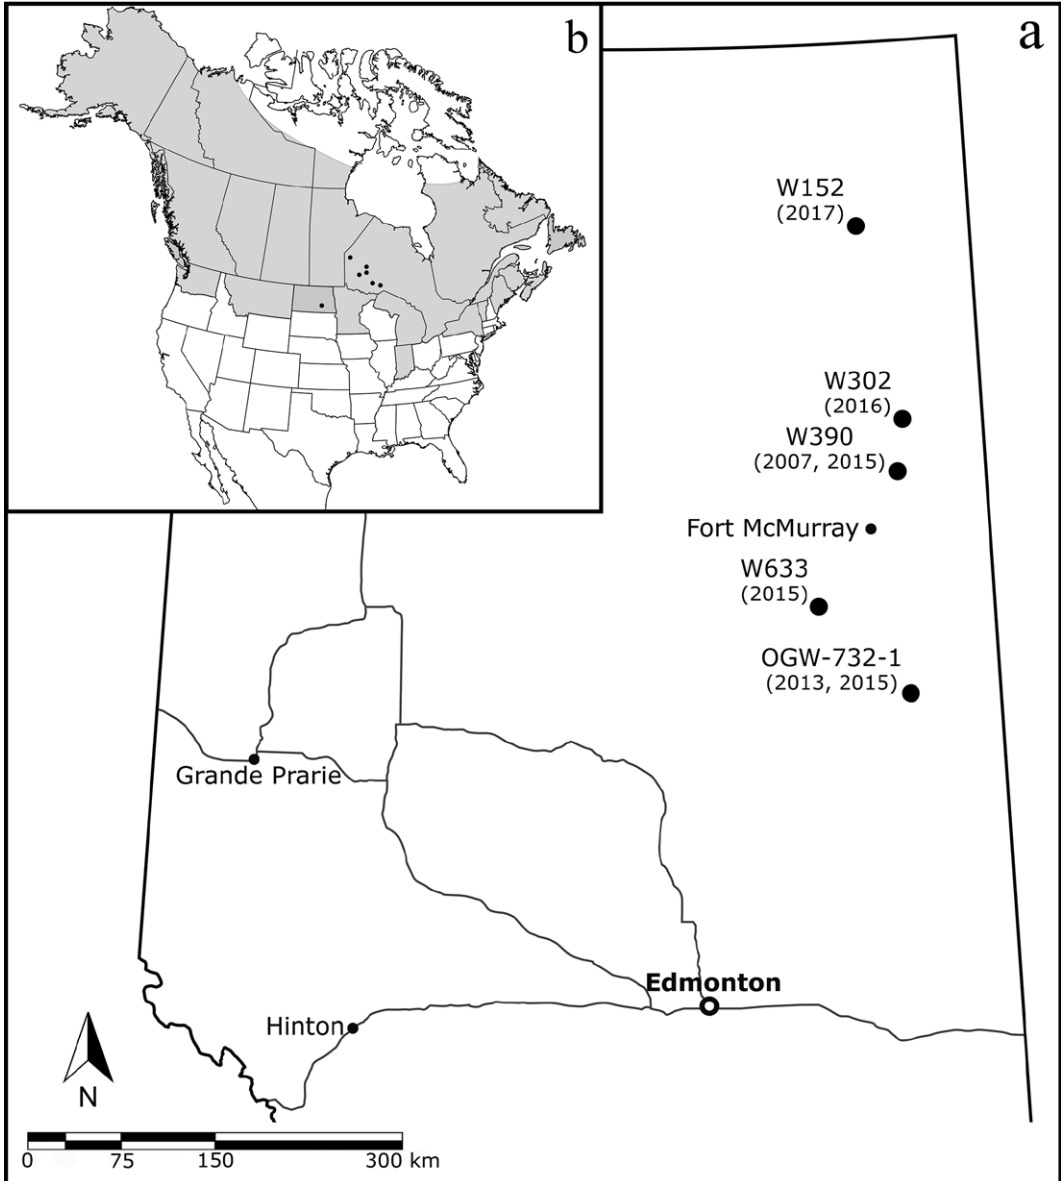 b
a
W152
(2017)
W302
(2016)
W390
(2007, 2015)
Fort McMurray
W633
(2015)
OGW-732-1
(2013, 2015)
Grande Prarie
Edmonton
Hinton
N
0 75 150 300 km